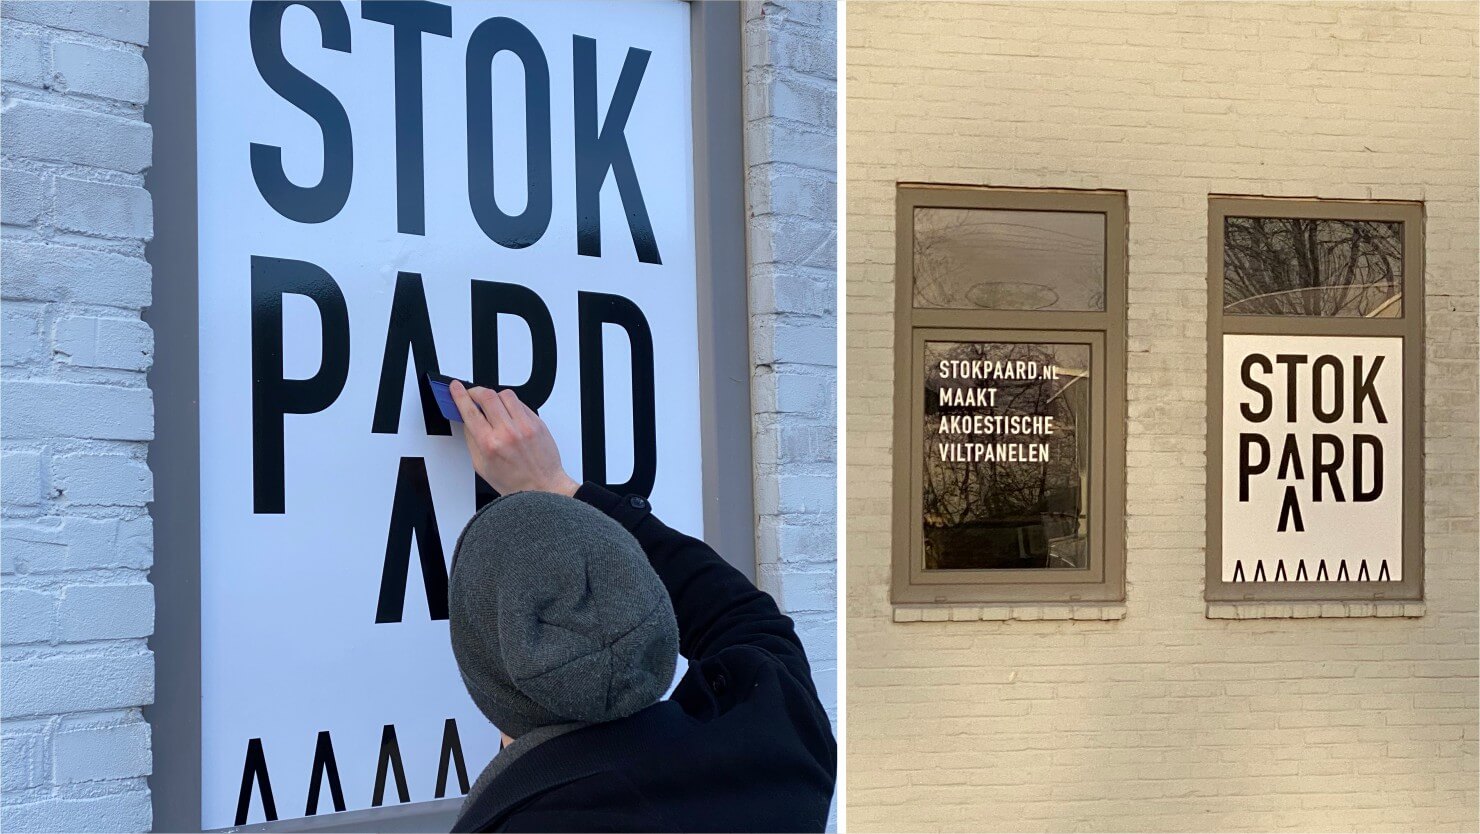 STOK
PARD
A
STOKPAARD.NL
MAAKT
AKOESTISCHE
VILTPANELEN
STOK
PARD
A